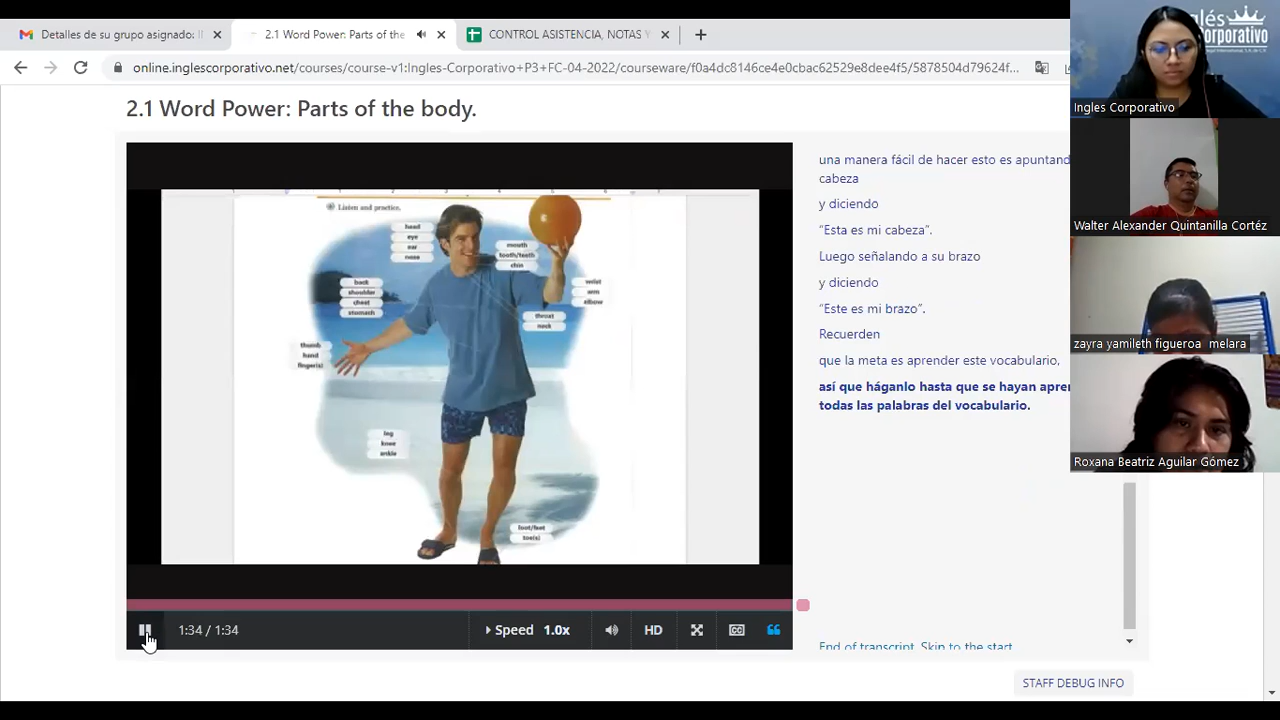 Detalles de su grupo asignado: I
2.1 Word Power: Parts of the
CONTROL ASISTENCIA, NOTAS Y
online.inglescorporativo.net/courses/course-v1:Ingles-Corporativo+P4+EC-04-2022/courseware/f0a4dc8146ce4e0cbe82529e8dee4f5/5878504d79624f...
2.1 Word Power: Parts of the body.
Listen and practice.
head
eye
ear
nose
mouth
tooth/teeth
chin
back
shoulder
chest
stomach
wrist
arm
elbow
throat
neck
thumb
hand
finger(s)
leg
knee
ankle
foot/feet
toe(s)
una manera fácil de hacer esto es apuntand
cabeza
y diciendo
“Esta es mi cabeza”.
Luego señalando a su brazo
y diciendo
“Este es mi brazo”.
Recuerden
que la meta es aprender este vocabulario,
así que háganlo hasta que se hayan apren
todas las palabras del vocabulario.
End of transcript. Skip to the start.
1:34 / 1:34
Speed 1.0x
HD
STAFF DEBUG INFO
Inglés
Corporativo
Ingles Corporativo
Walter Alexander Quintanilla Cortéz
zayra yamileth figueroa melara
Roxana Beatriz Aguilar Gómez